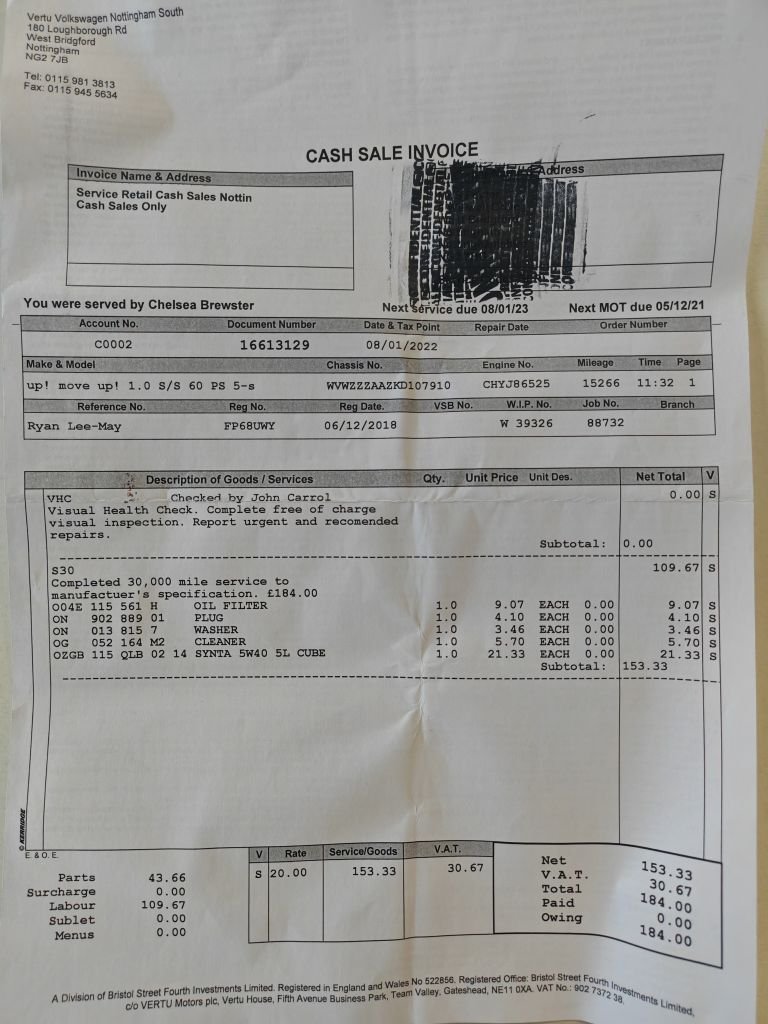 Vertu Volkswagen Nottingham South
180 Loughborough Rd
West Bridgford
Nottingham
NG2 7JB
Tel: 0115 981 3813
Fax: 0115 945 5634
CASH SALE INVOICE
Invoice Name & Address
Address
Service Retail Cash Sales Nottin
Cash Sales Only
You were served by Chelsea Brewster Next service due 08/01/23 Next MOT due 05/12/21
Account No. Document Number Date & Tax Point Repair Date Order Number
C0002 16613129 08/01/2022
Make & Model Chassis No. Engine No. Mileage Time Page
up! move up! 1.0 S/S 60 PS 5-s WVWZZZAAZKD107910 CHYJ86525 15266 11:32 1
Reference No. Reg No. Reg Date. VSB No. W.I.P. No. Job No. Branch
Ryan Lee-May FP68UWY 06/12/2018 W 39326 88732
Description of Goods / Services Qty. Unit Price Unit Des. Net Total V
VHC Checked by John Carrol 0.00 S
Visual Health Check. Complete free of charge
visual inspection. Report urgent and recomended
repairs.
Subtotal: 0.00
S30 109.67 S
Completed 30,000 mile service to
manufactuer's specification. £184.00
O04E 115 561 H OIL FILTER 1.0 9.07 EACH 0.00 9.07 S
ON 902 889 01 PLUG 1.0 4.10 EACH 0.00 4.10 S
ON 013 815 7 WASHER 1.0 3.46 EACH 0.00 3.46 S
OG 052 164 M2 CLEANER 1.0 5.70 EACH 0.00 5.70 S
OZGB 115 QLB 02 14 SYNTA 5W40 5L CUBE 1.0 21.33 EACH 0.00 21.33 S
Subtotal: 153.33
© KERRIDGE
E. & O. E.
Parts 43.66
Surcharge 0.00
Labour 109.67
Sublet 0.00
Menus 0.00
V Rate Service/Goods V.A.T.
S 20.00 153.33 30.67
Net 153.33
V.A.T. 30.67
Total 184.00
Paid 0.00
Owing 184.00
A Division of Bristol Street Fourth Investments Limited. Registered in England and Wales No 522856. Registered Office: Bristol Street Fourth Investments Limited,
c/o VERTU Motors plc, Vertu House, Fifth Avenue Business Park, Team Valley, Gateshead, NE11 0XA. VAT No.: 902 7372 38.